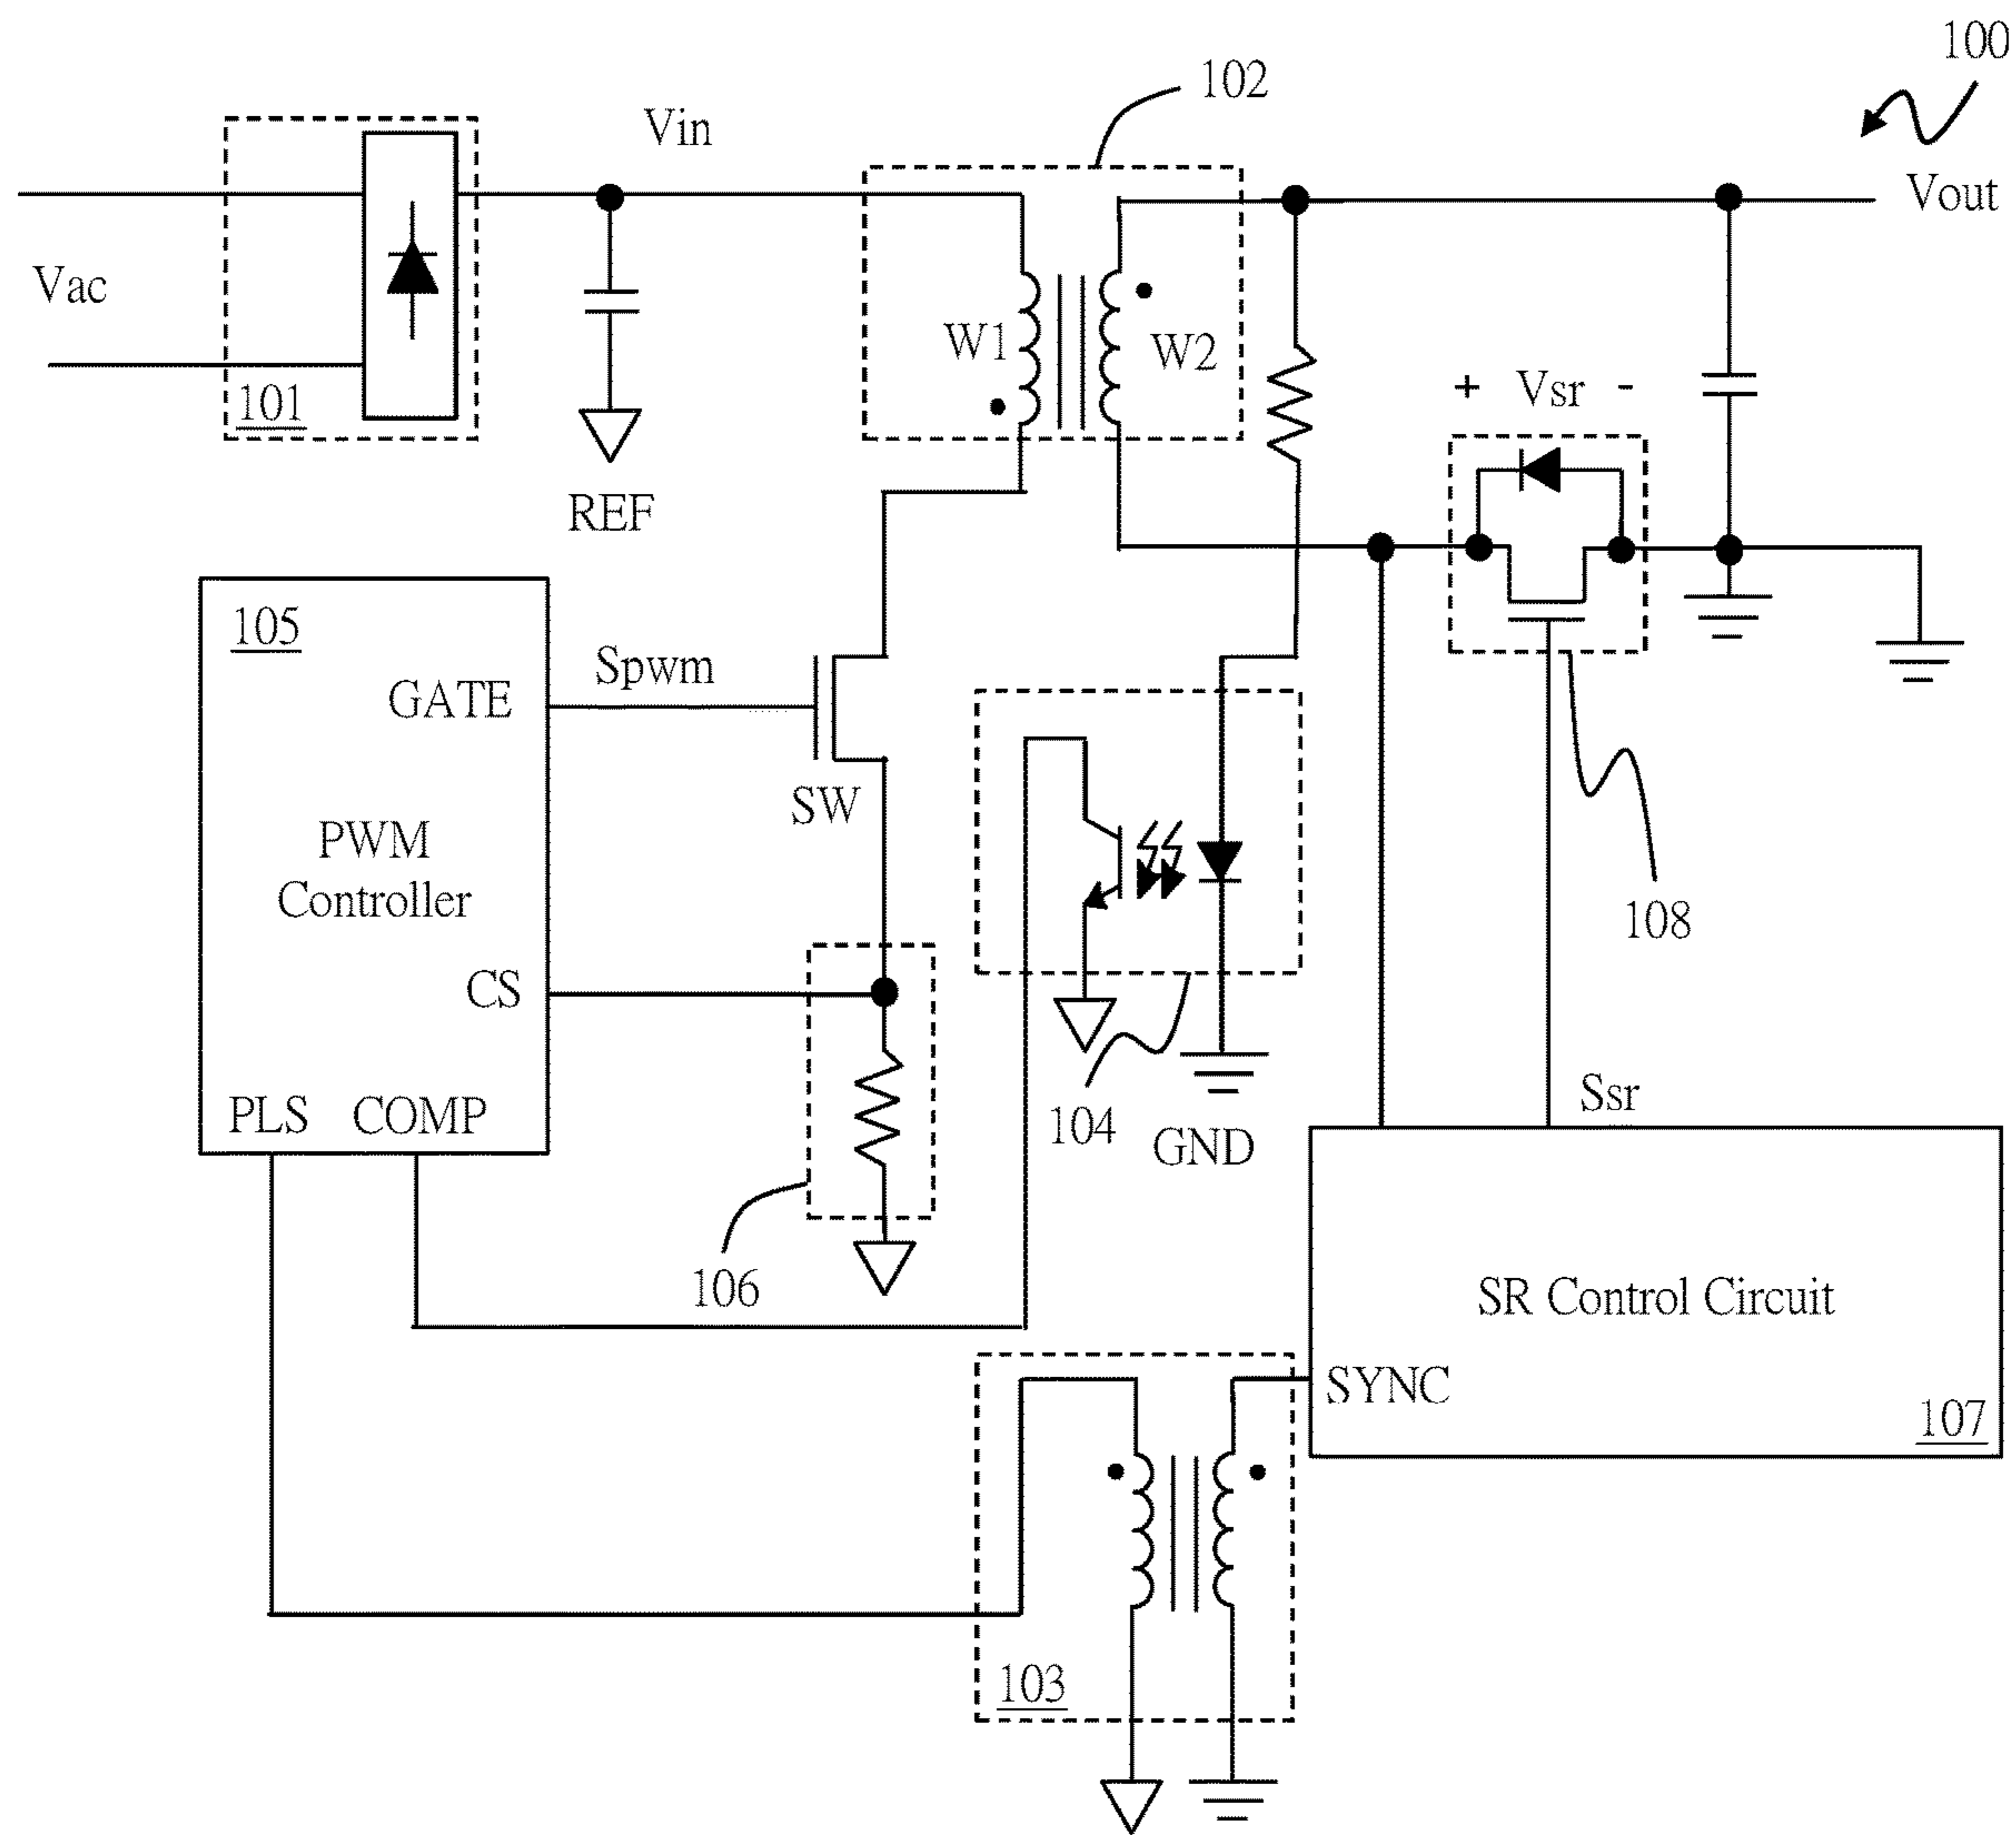 100
102
Vin
Vout
Vac
W1
W2
+ Vsr -
101
REF
105
Spwm
GATE
SW
PWM
Controller
108
CS
Ssr
PLS COMP
104
GND
106
SR Control Circuit
SYNC
107
103